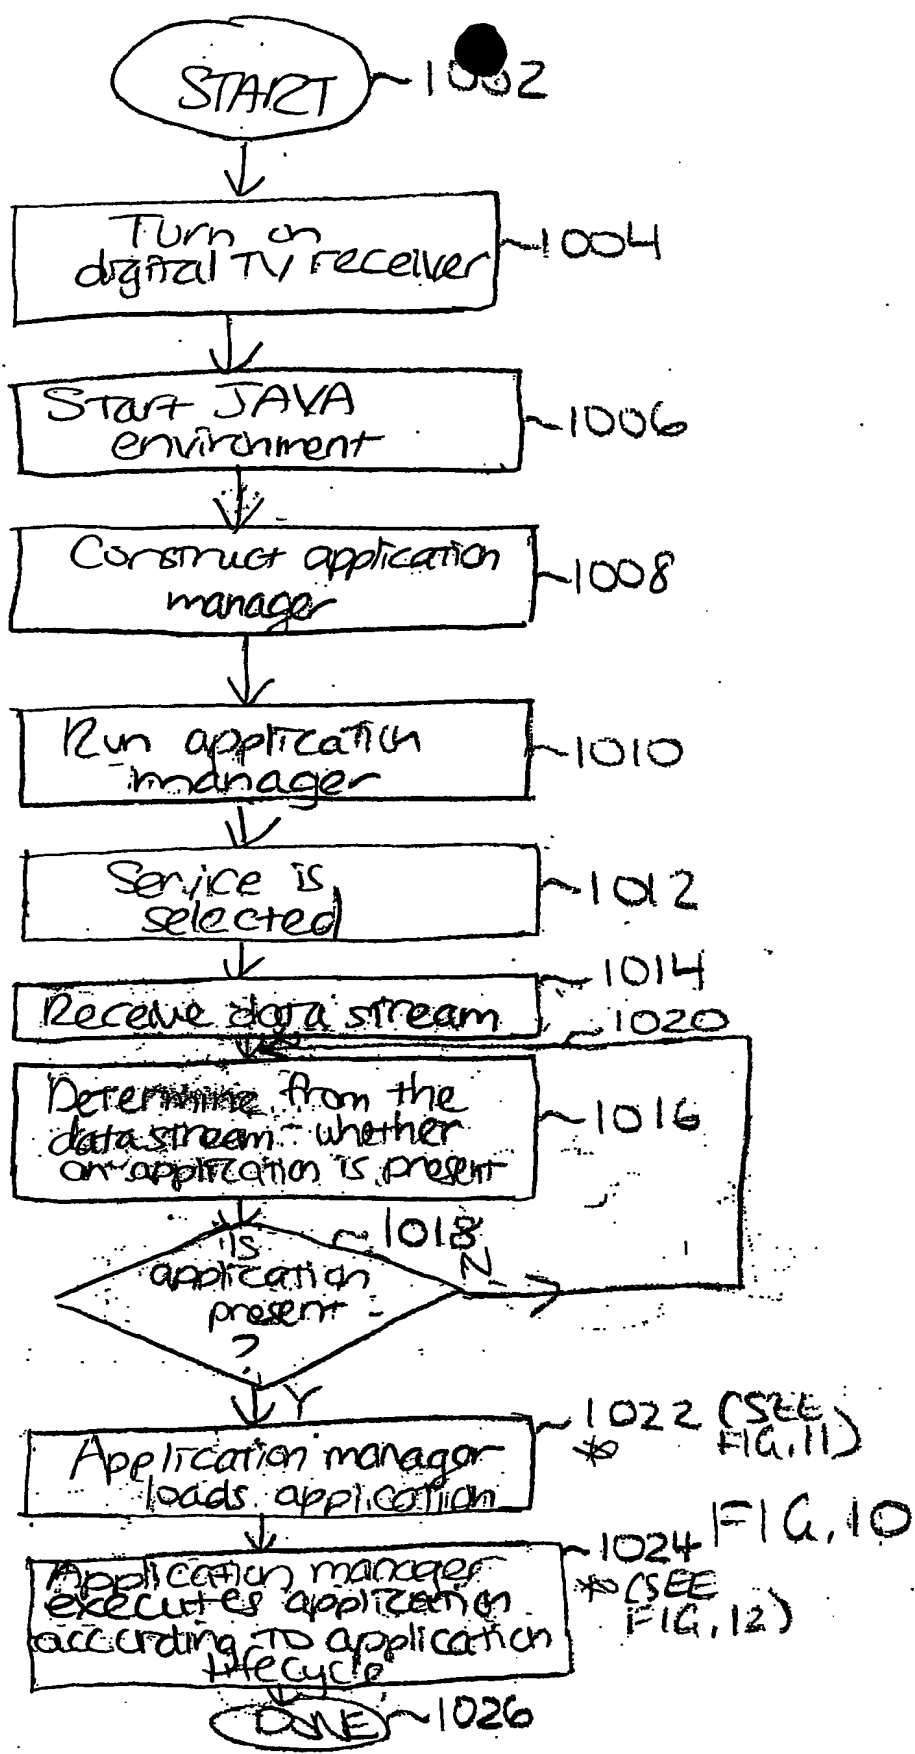 START
1002
Turn on
digital TV receiver
1004
Start JAVA
environment
1006
Construct application
manager
1008
Run application
manager
1010
Service is
selected
1012
1014
Receive data stream
1020
Determine from the
data stream whether
an application is present
1016
1018
Is
application
present
?
N
Y
1022 (SEE
FIG. 11)
*
Application manager
loads application
FIG. 10
1024
* (SEE
FIG. 12)
Application manager
executes application
according to application
lifecycle
DONE
1026